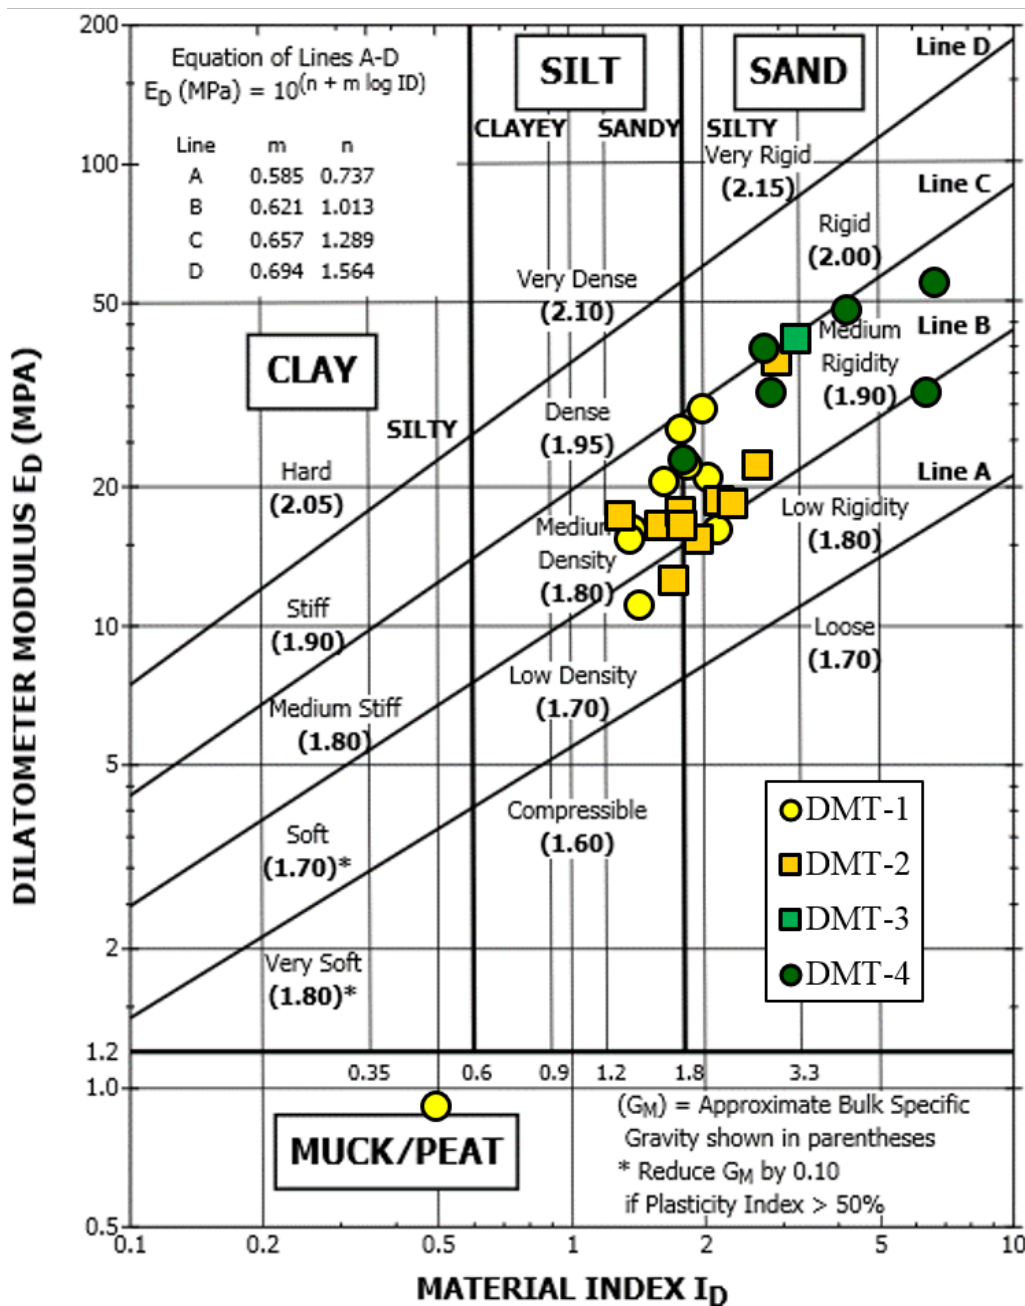 200
100
50
20
10
5
2
1.2
1.0
0.5
DILATOMETER MODULUS E_D (MPA)
Equation of Lines A-D
E_D (MPa) = 10^(n + m log ID)
Line m n
A 0.585 0.737
B 0.621 1.013
C 0.657 1.289
D 0.694 1.564
SILT
SAND
CLAYEY SANDY SILTY
Line D
Very Rigid
(2.15)
Line C
Rigid
(2.00)
Very Dense
(2.10)
Line B
Medium
Rigidity
(1.90)
CLAY
SILTY
Dense
(1.95)
Hard
(2.05)
Line A
Low Rigidity
(1.80)
Medium
Density
(1.80)
Stiff
(1.90)
Loose
(1.70)
Low Density
(1.70)
Medium Stiff
(1.80)
Compressible
(1.60)
Soft
(1.70)*
Very Soft
(1.80)*
DMT-1
DMT-2
DMT-3
DMT-4
0.35 0.6 0.9 1.2 1.8 3.3
MUCK/PEAT
(G_M) = Approximate Bulk Specific
Gravity shown in parentheses
* Reduce G_M by 0.10
if Plasticity Index > 50%
0.1 0.2 0.5 1 2 5 10
MATERIAL INDEX I_D